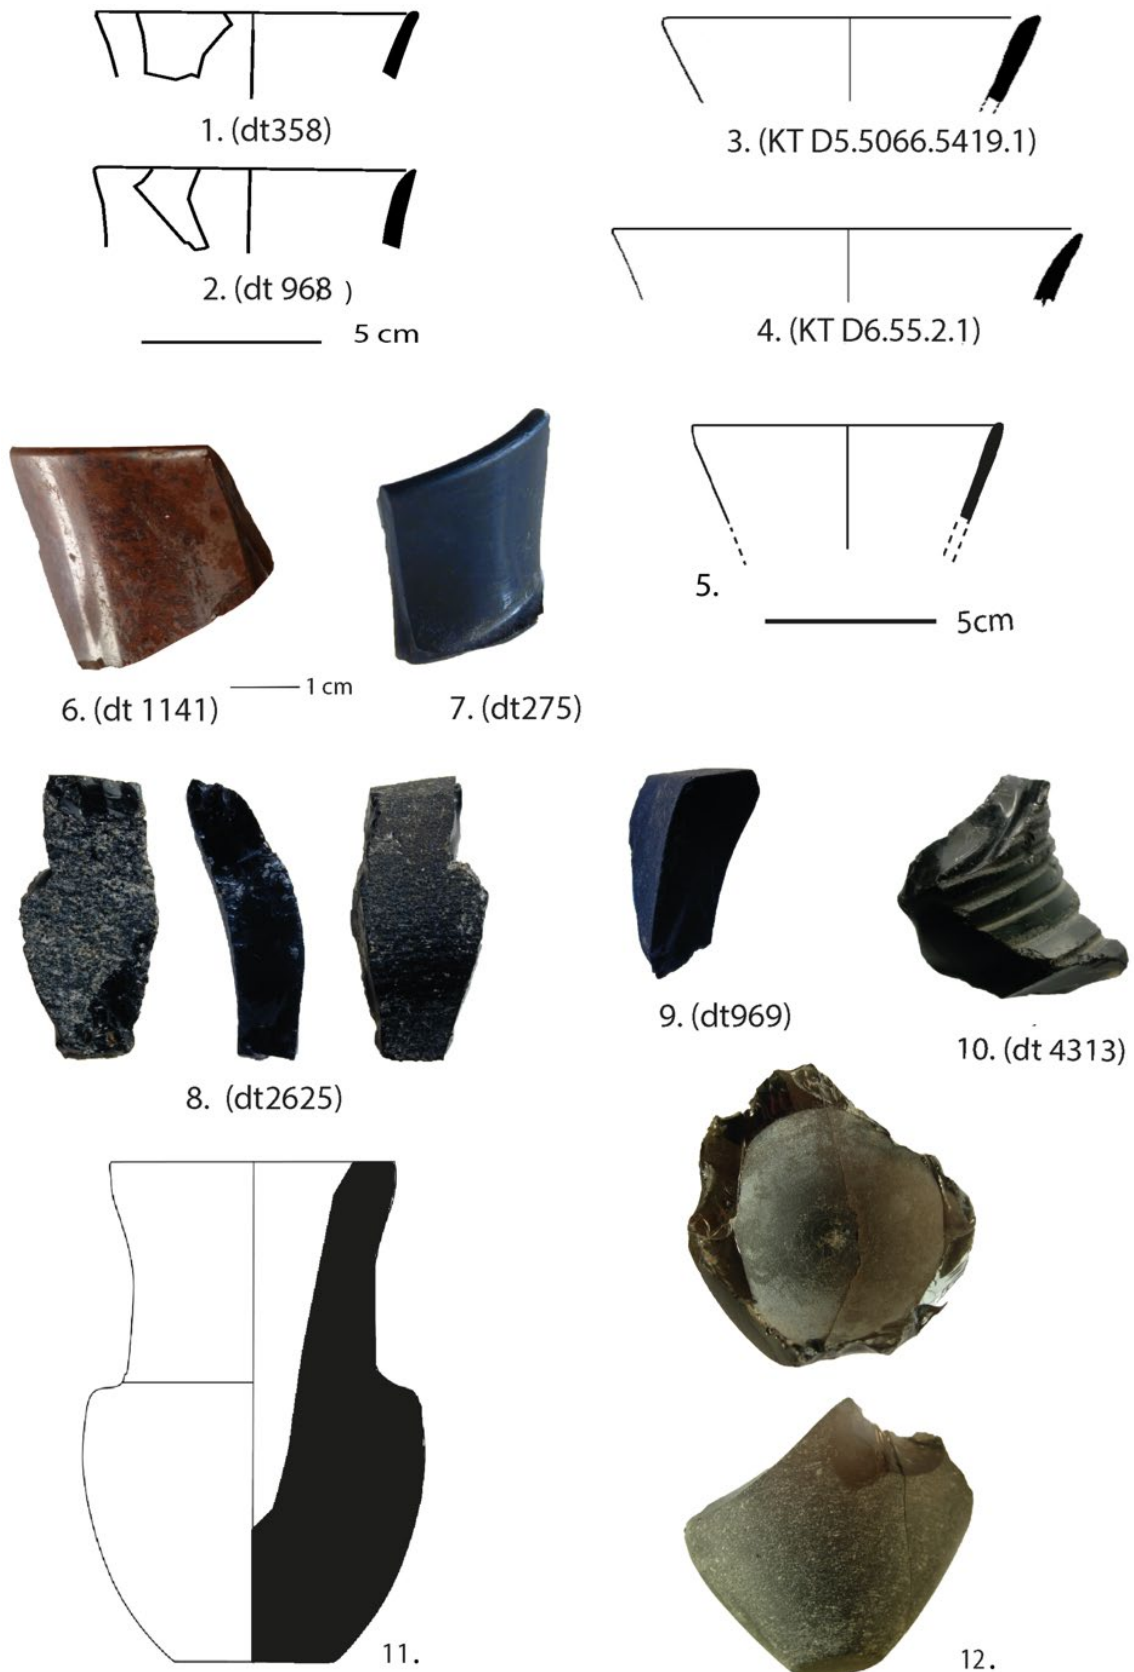 1. (dt358)
3. (KT D5.5066.5419.1)
2. (dt 968 )
5 cm
4. (KT D6.55.2.1)
5.
5cm
1 cm
6. (dt 1141)
7. (dt275)
9. (dt969)
10. (dt 4313)
8. (dt2625)
11.
12.